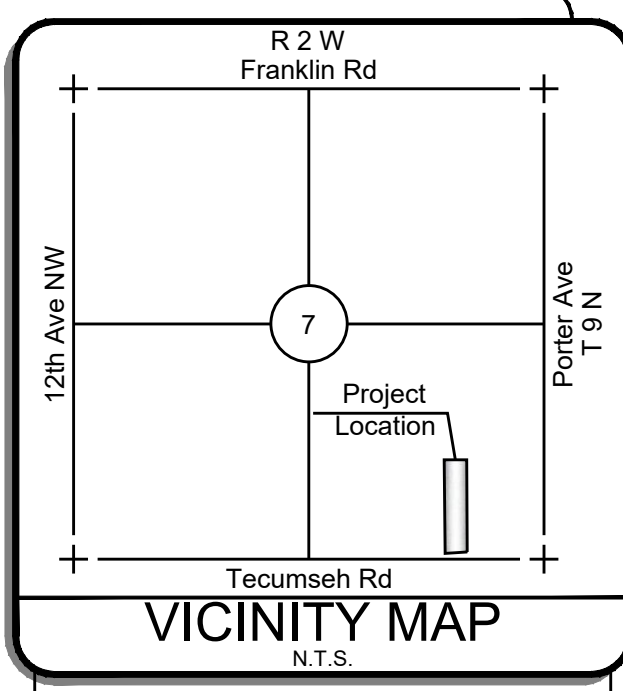 R 2 W
Franklin Rd
12th Ave NW
7
Porter Ave
T 9 N
Project
Location
Tecumseh Rd
VICINITY MAP
N.T.S.